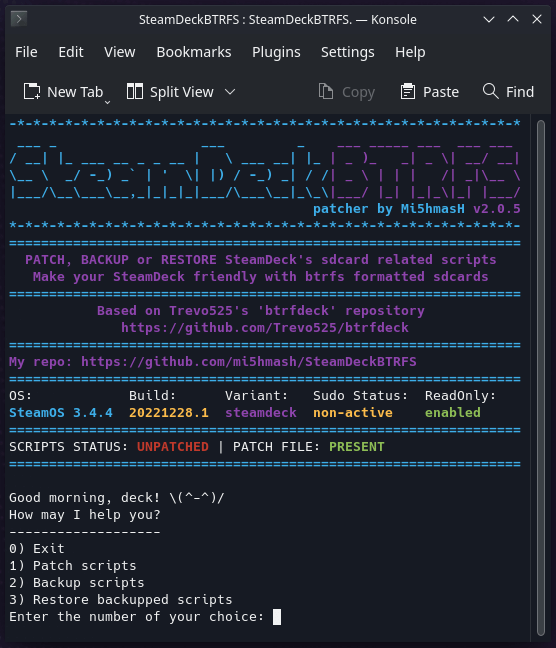 SteamDeckBTRFS : SteamDeckBTRFS. — Konsole
File Edit View Bookmarks Plugins Settings Help
New Tab Split View Copy Paste Find
SteamDeckBTRFS
patcher by Mi5hmasH v2.0.5
PATCH, BACKUP or RESTORE SteamDeck's sdcard related scripts
Make your SteamDeck friendly with btrfs formatted sdcards
Based on Trevo525's 'btrfdeck' repository
https://github.com/Trevo525/btrfdeck
My repo: https://github.com/mi5hmash/SteamDeckBTRFS
OS: Build: Variant: Sudo Status: ReadOnly:
SteamOS 3.4.4 20221228.1 steamdeck non-active enabled
SCRIPTS STATUS: UNPATCHED | PATCH FILE: PRESENT
Good morning, deck! \(^-^)/
How may I help you?
-------------------
0) Exit
1) Patch scripts
2) Backup scripts
3) Restore backupped scripts
Enter the number of your choice: